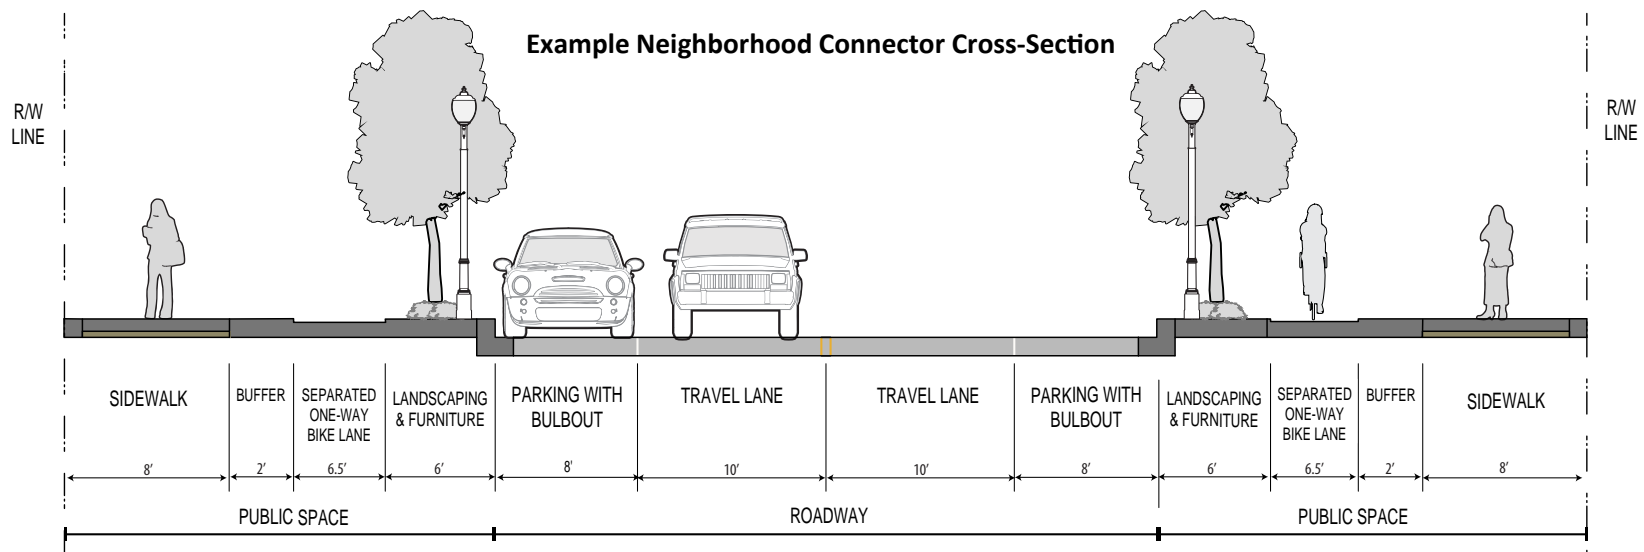 Example Neighborhood Connector Cross-Section
R/W
LINE
R/W
LINE
SIDEWALK
BUFFER
SEPARATED
ONE-WAY
BIKE LANE
LANDSCAPING
& FURNITURE
PARKING WITH
BULBOUT
TRAVEL LANE
TRAVEL LANE
PARKING WITH
BULBOUT
LANDSCAPING
& FURNITURE
SEPARATED
ONE-WAY
BIKE LANE
BUFFER
SIDEWALK
8'
2'
6.5'
6'
8'
10'
10'
8'
6'
6.5'
2'
8'
PUBLIC SPACE
ROADWAY
PUBLIC SPACE